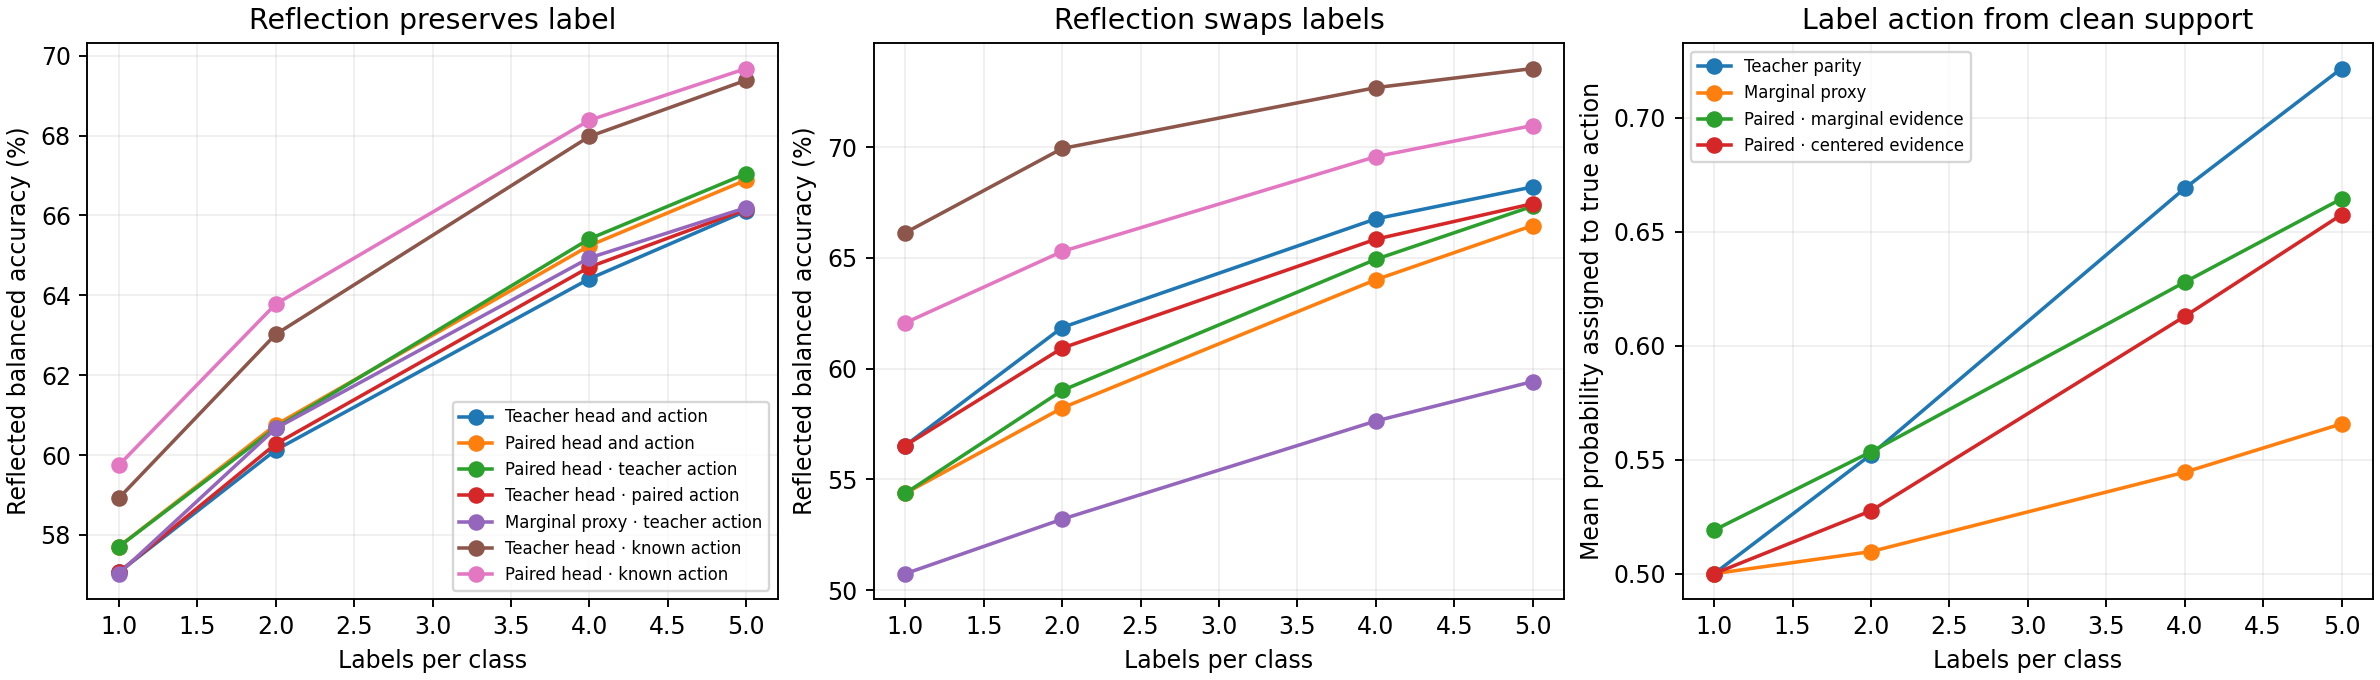 Reflection preserves label
Reflected balanced accuracy (%)
70
68
66
64
62
60
58
1.0 1.5 2.0 2.5 3.0 3.5 4.0 4.5 5.0
Labels per class
Teacher head and action
Paired head and action
Paired head · teacher action
Teacher head · paired action
Marginal proxy · teacher action
Teacher head · known action
Paired head · known action
Reflection swaps labels
Reflected balanced accuracy (%)
70
65
60
55
50
1.0 1.5 2.0 2.5 3.0 3.5 4.0 4.5 5.0
Labels per class
Label action from clean support
Mean probability assigned to true action
0.70
0.65
0.60
0.55
0.50
1.0 1.5 2.0 2.5 3.0 3.5 4.0 4.5 5.0
Labels per class
Teacher parity
Marginal proxy
Paired · marginal evidence
Paired · centered evidence